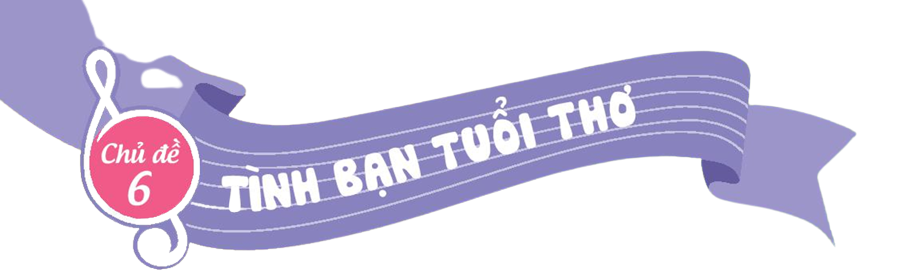 Chủ đề
6
TÌNH BẠN TUỔI THƠ